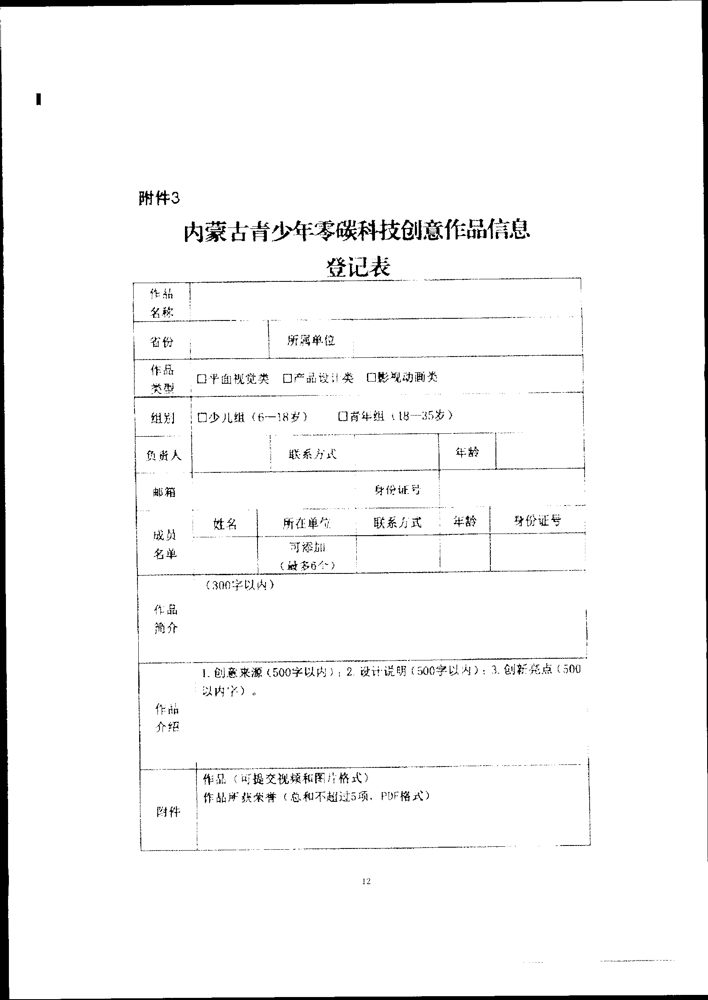 附件3
内蒙古青少年零碳科技创意作品信息
登记表
作品
名称
省份 所属单位
作品
类型
□平面视觉类 □产品设计类 □影视动画类
组别 □少儿组（6—18岁） □青年组（18—35岁）
负责人 联系方式 年龄
邮箱 身份证号
成员
名单
姓名 所在单位 联系方式 年龄 身份证号
可添加
（最多6个）
（300字以内）
作品
简介
1.创意来源（500字以内）；2.设计说明（500字以内）；3.创新亮点（500
以内字）。
作品
介绍
作品（可提交视频和图片格式）
作品所获荣誉（总和不超过5项，PDF格式）
附件
12